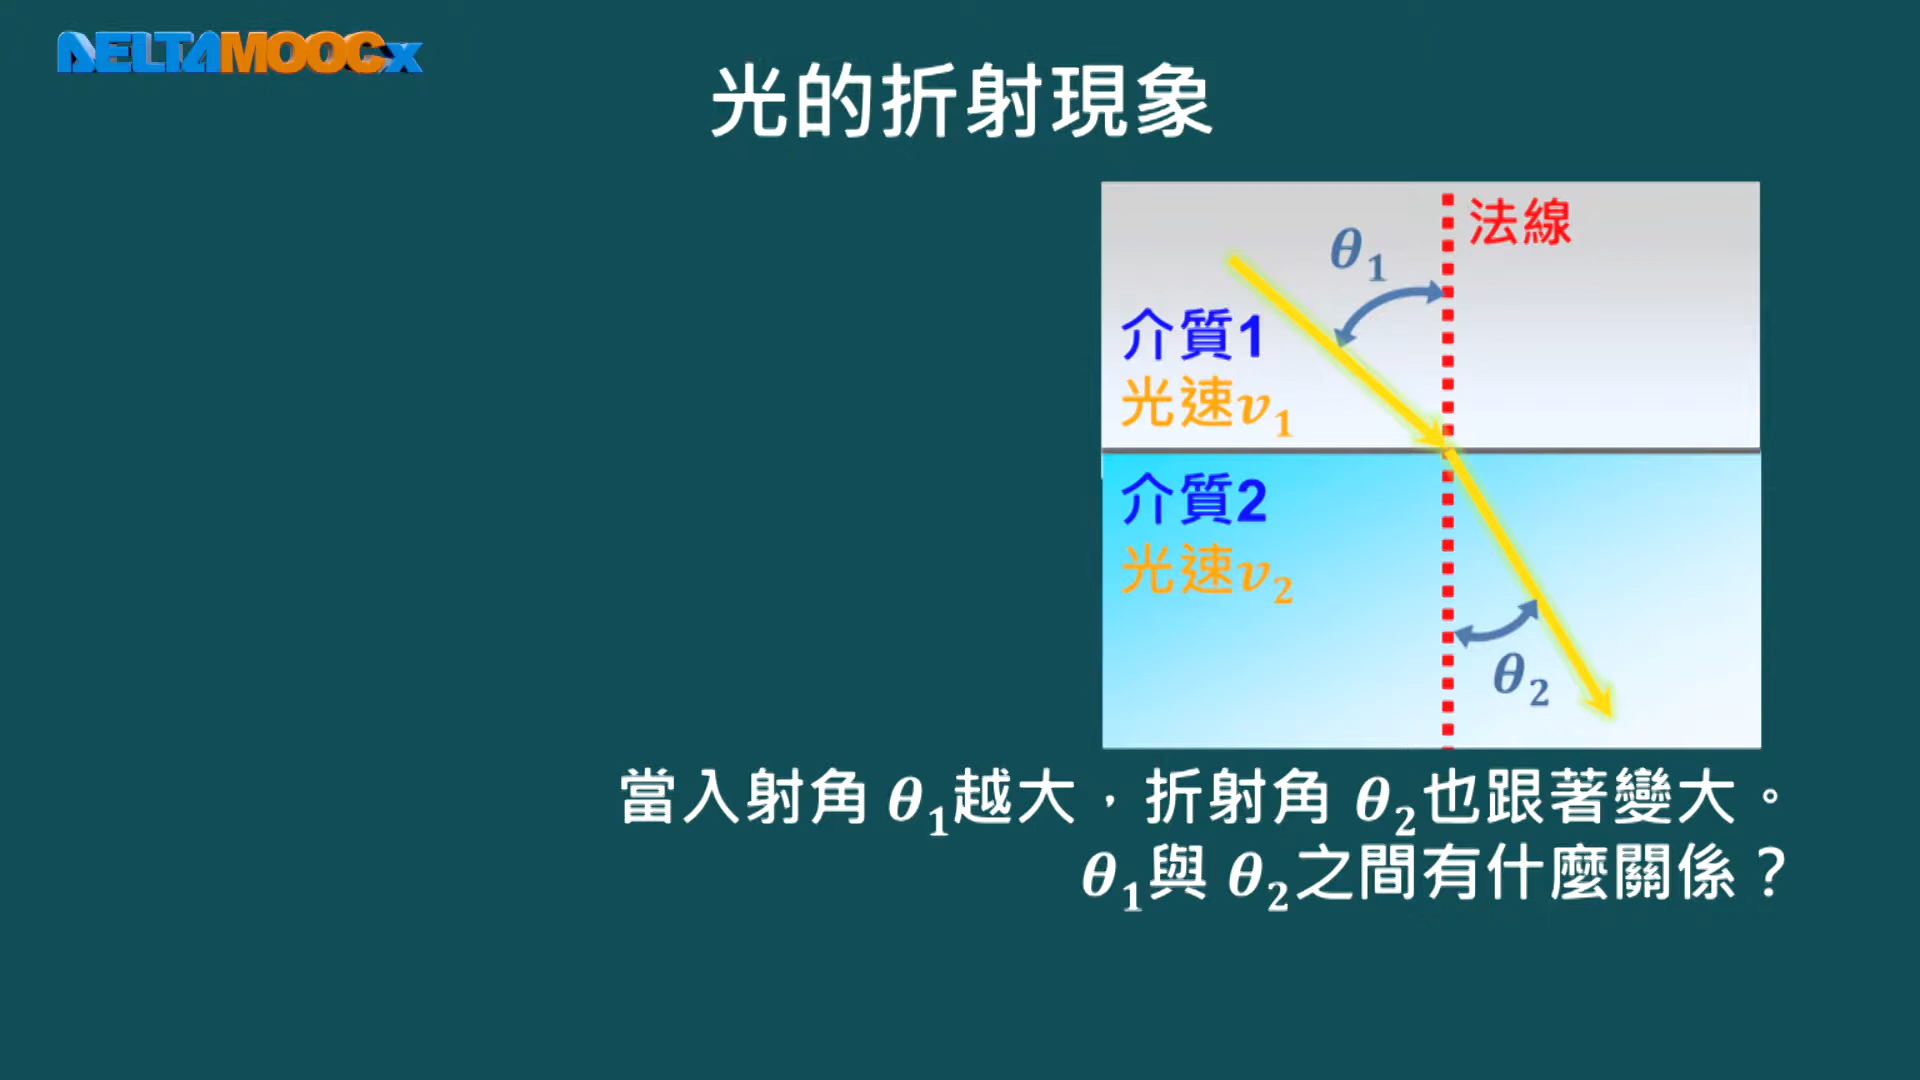 DELTAMOOCx
光的折射現象
法線
θ1
介質1
光速v1
介質2
光速v2
θ2
當入射角 θ1越大，折射角 θ2也跟著變大。
θ1與 θ2之間有什麼關係？